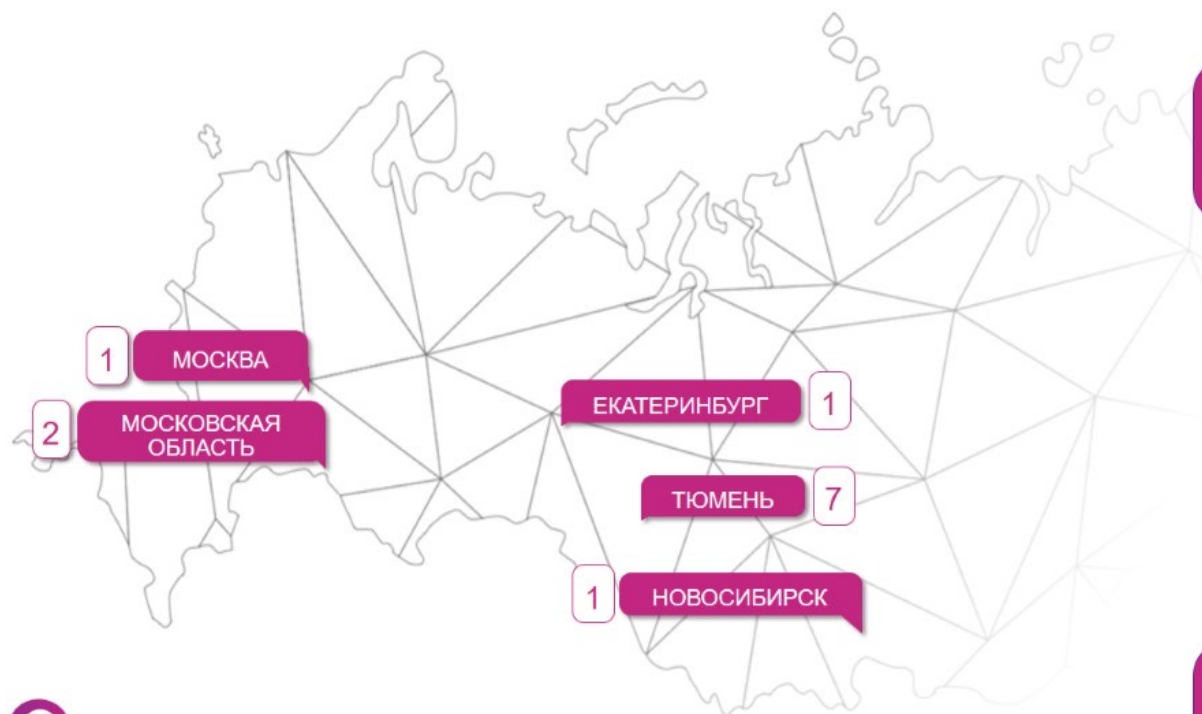 1
МОСКВА
2
МОСКОВСКАЯ
ОБЛАСТЬ
ЕКАТЕРИНБУРГ
1
ТЮМЕНЬ
7
1
НОВОСИБИРСК